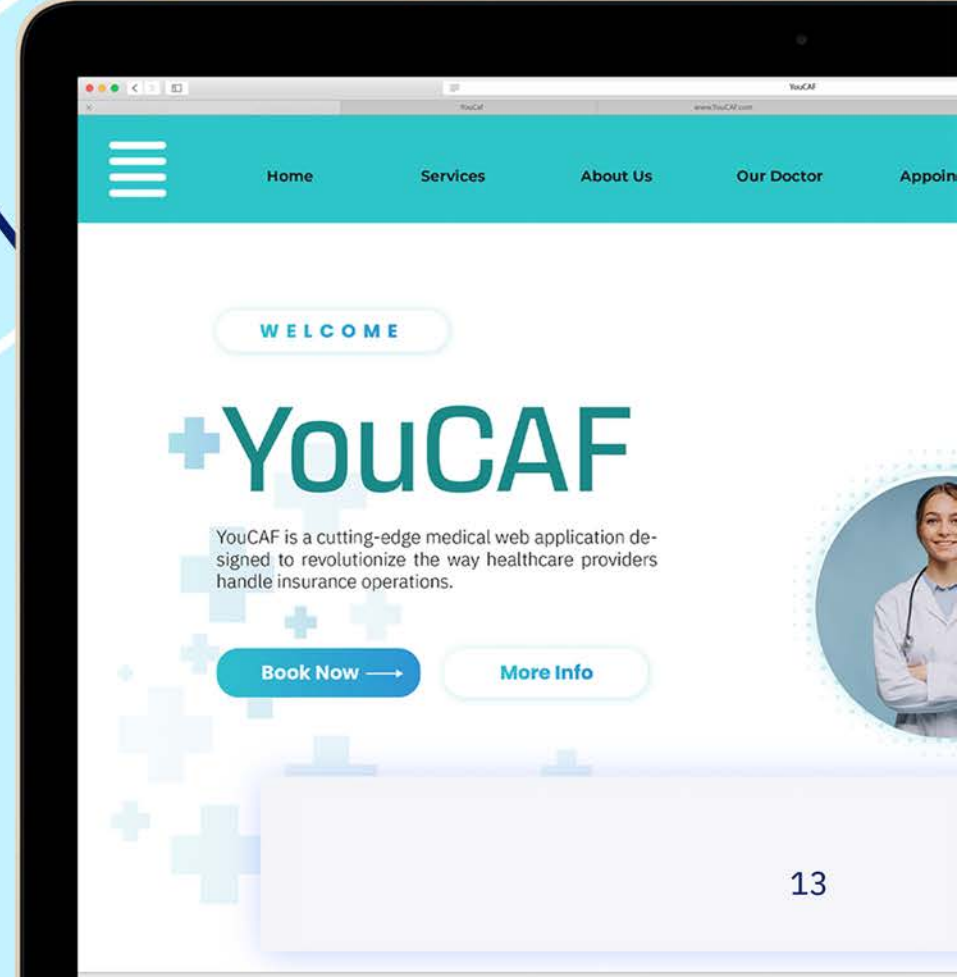 YouCAF
YouCaf
www.YouCAF.com
Home Services About Us Our Doctor Appoin
WELCOME
YouCAF
YouCAF is a cutting-edge medical web application de-
signed to revolutionize the way healthcare providers
handle insurance operations.
Book Now More Info
13